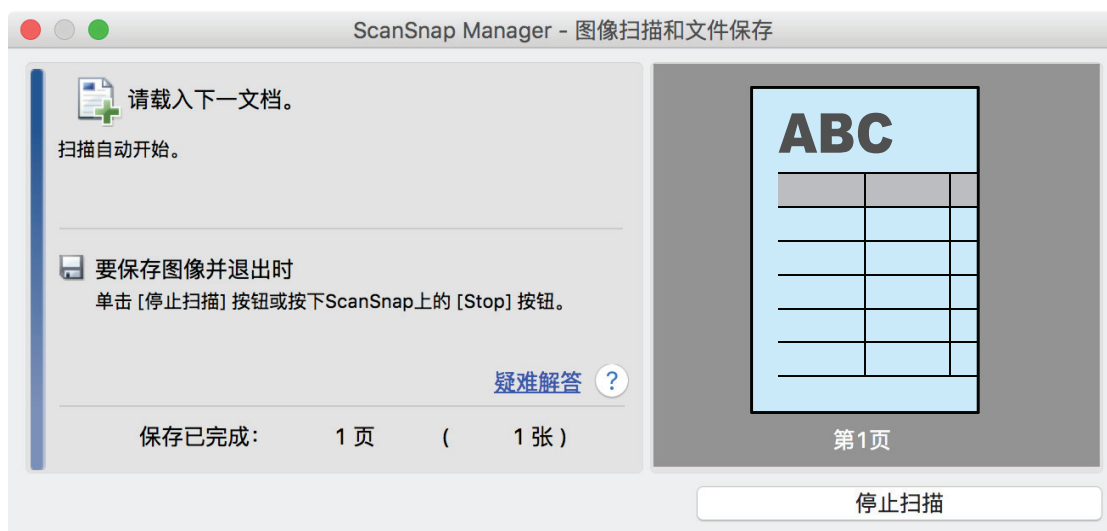 ScanSnap Manager - 图像扫描和文件保存
请载入下一文档。
扫描自动开始。
要保存图像并退出时
单击 [停止扫描] 按钮或按下ScanSnap上的 [Stop] 按钮。
疑难解答 ?
保存已完成： 1 页 ( 1 张 )
ABC
第1页
停止扫描